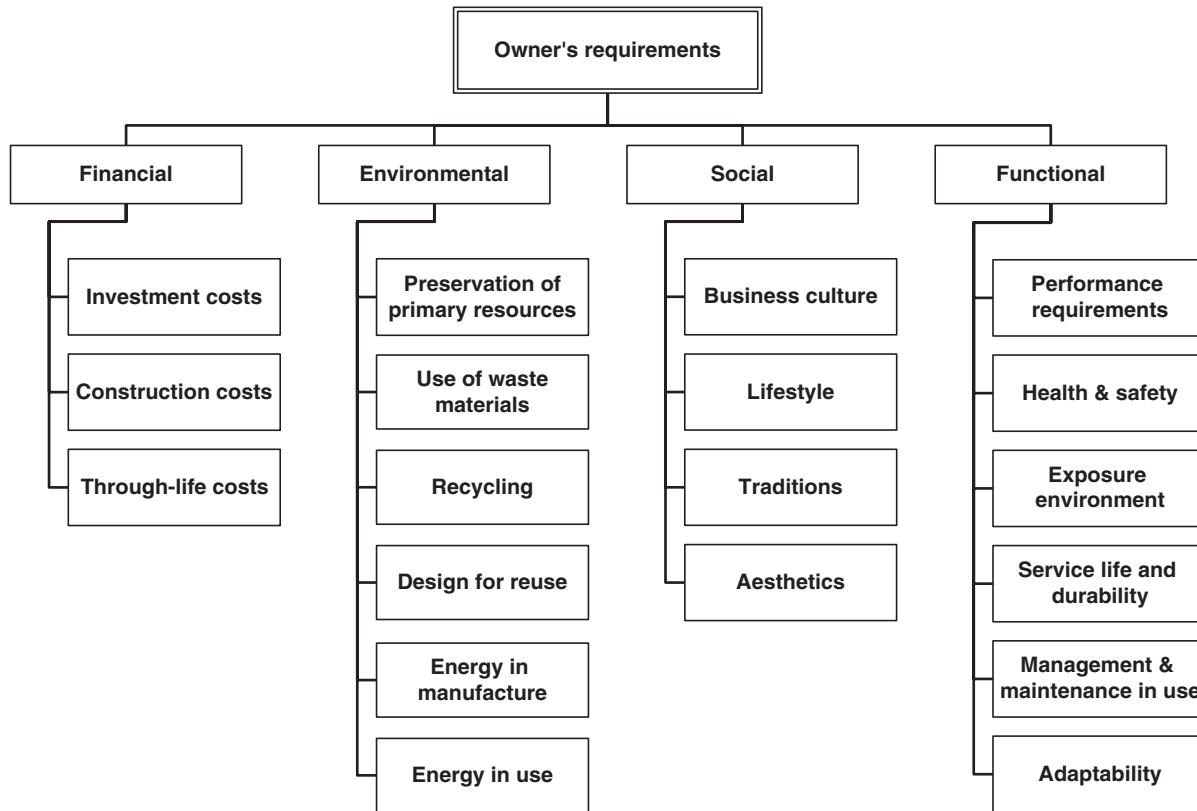 Owner's requirements
Financial
Environmental
Social
Functional
Investment costs
Construction costs
Through-life costs
Preservation of
primary resources
Use of waste
materials
Recycling
Design for reuse
Energy in
manufacture
Energy in use
Business culture
Lifestyle
Traditions
Aesthetics
Performance
requirements
Health & safety
Exposure
environment
Service life and
durability
Management &
maintenance in use
Adaptability